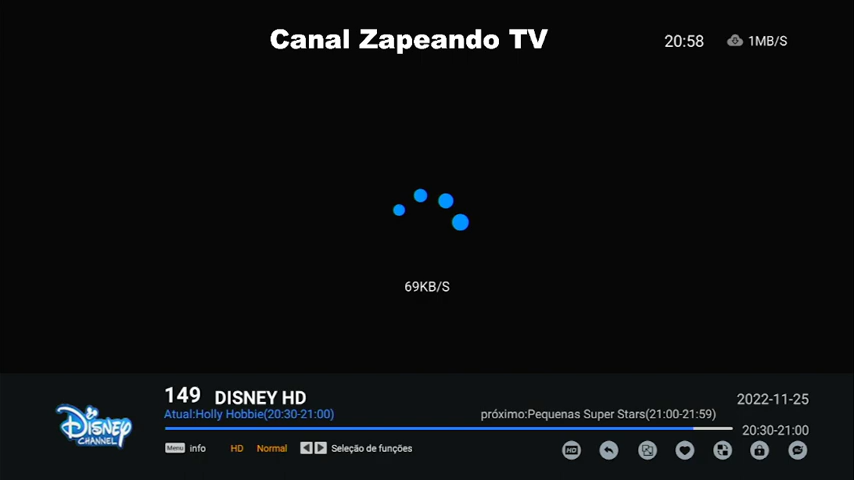 Canal Zapeando TV
20:58
1MB/S
69KB/S
149 DISNEY HD
2022-11-25
Atual:Holly Hobbie(20:30-21:00)
próximo:Pequenas Super Stars(21:00-21:59)
20:30-21:00
Disney
CHANNEL
Menu info HD Normal Seleção de funções
HD